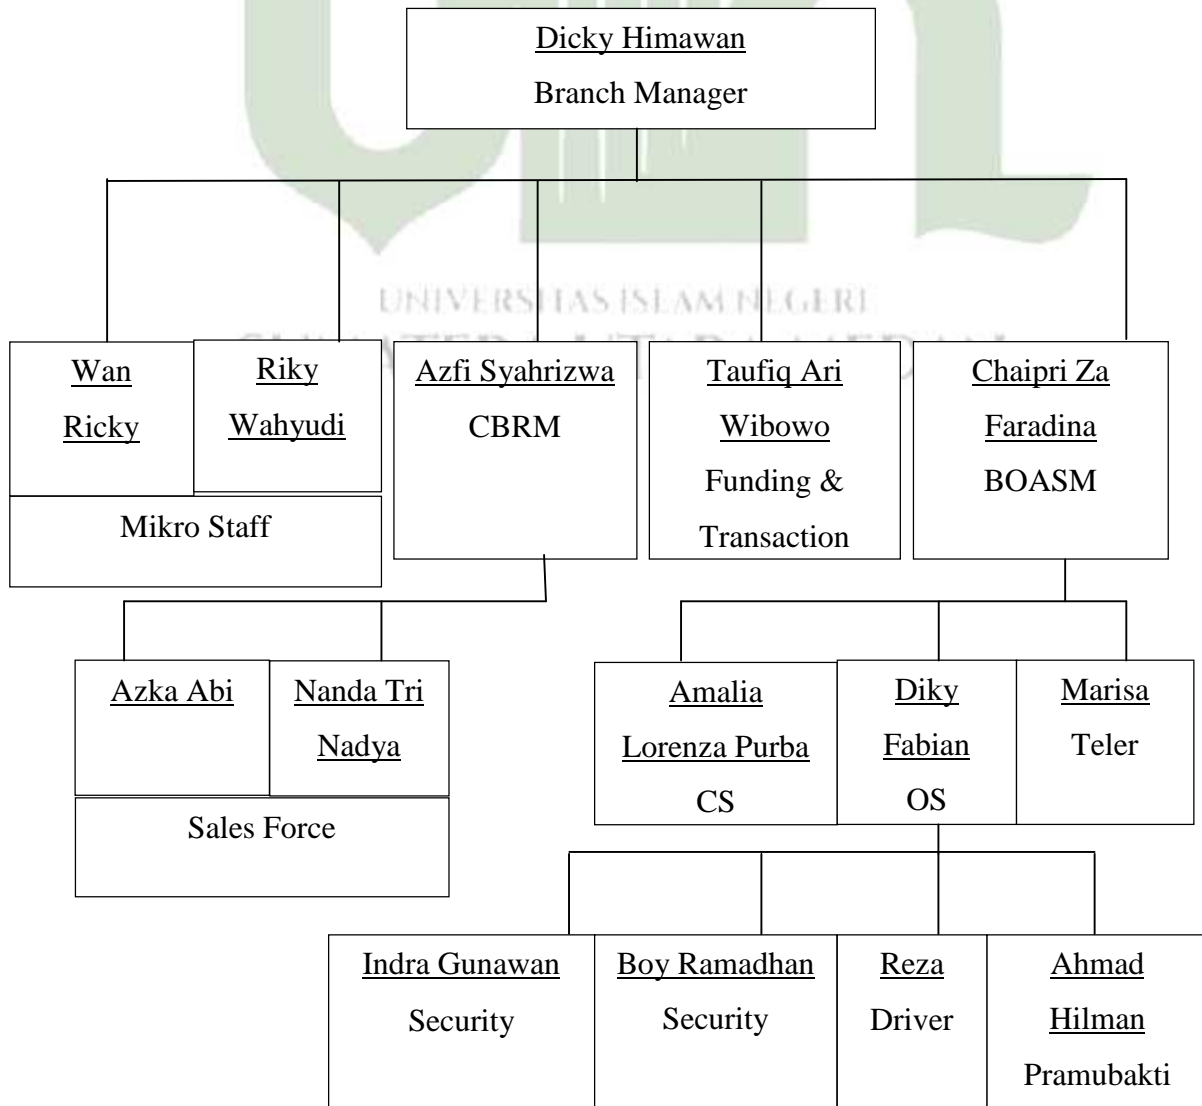 Dicky Himawan
Branch Manager
UNIVERSITAS ISLAM NEGERI
Wan
Ricky
Riky
Wahyudi
Mikro Staff
Azfi Syahrizwa
CBRM
Taufiq Ari
Wibowo
Funding &
Transaction
Chaipri Za
Faradina
BOASM
Azka Abi
Nanda Tri
Nadya
Sales Force
Amalia
Lorenza Purba
CS
Diky
Fabian
OS
Marisa
Teler
Indra Gunawan
Security
Boy Ramadhan
Security
Reza
Driver
Ahmad
Hilman
Pramubakti